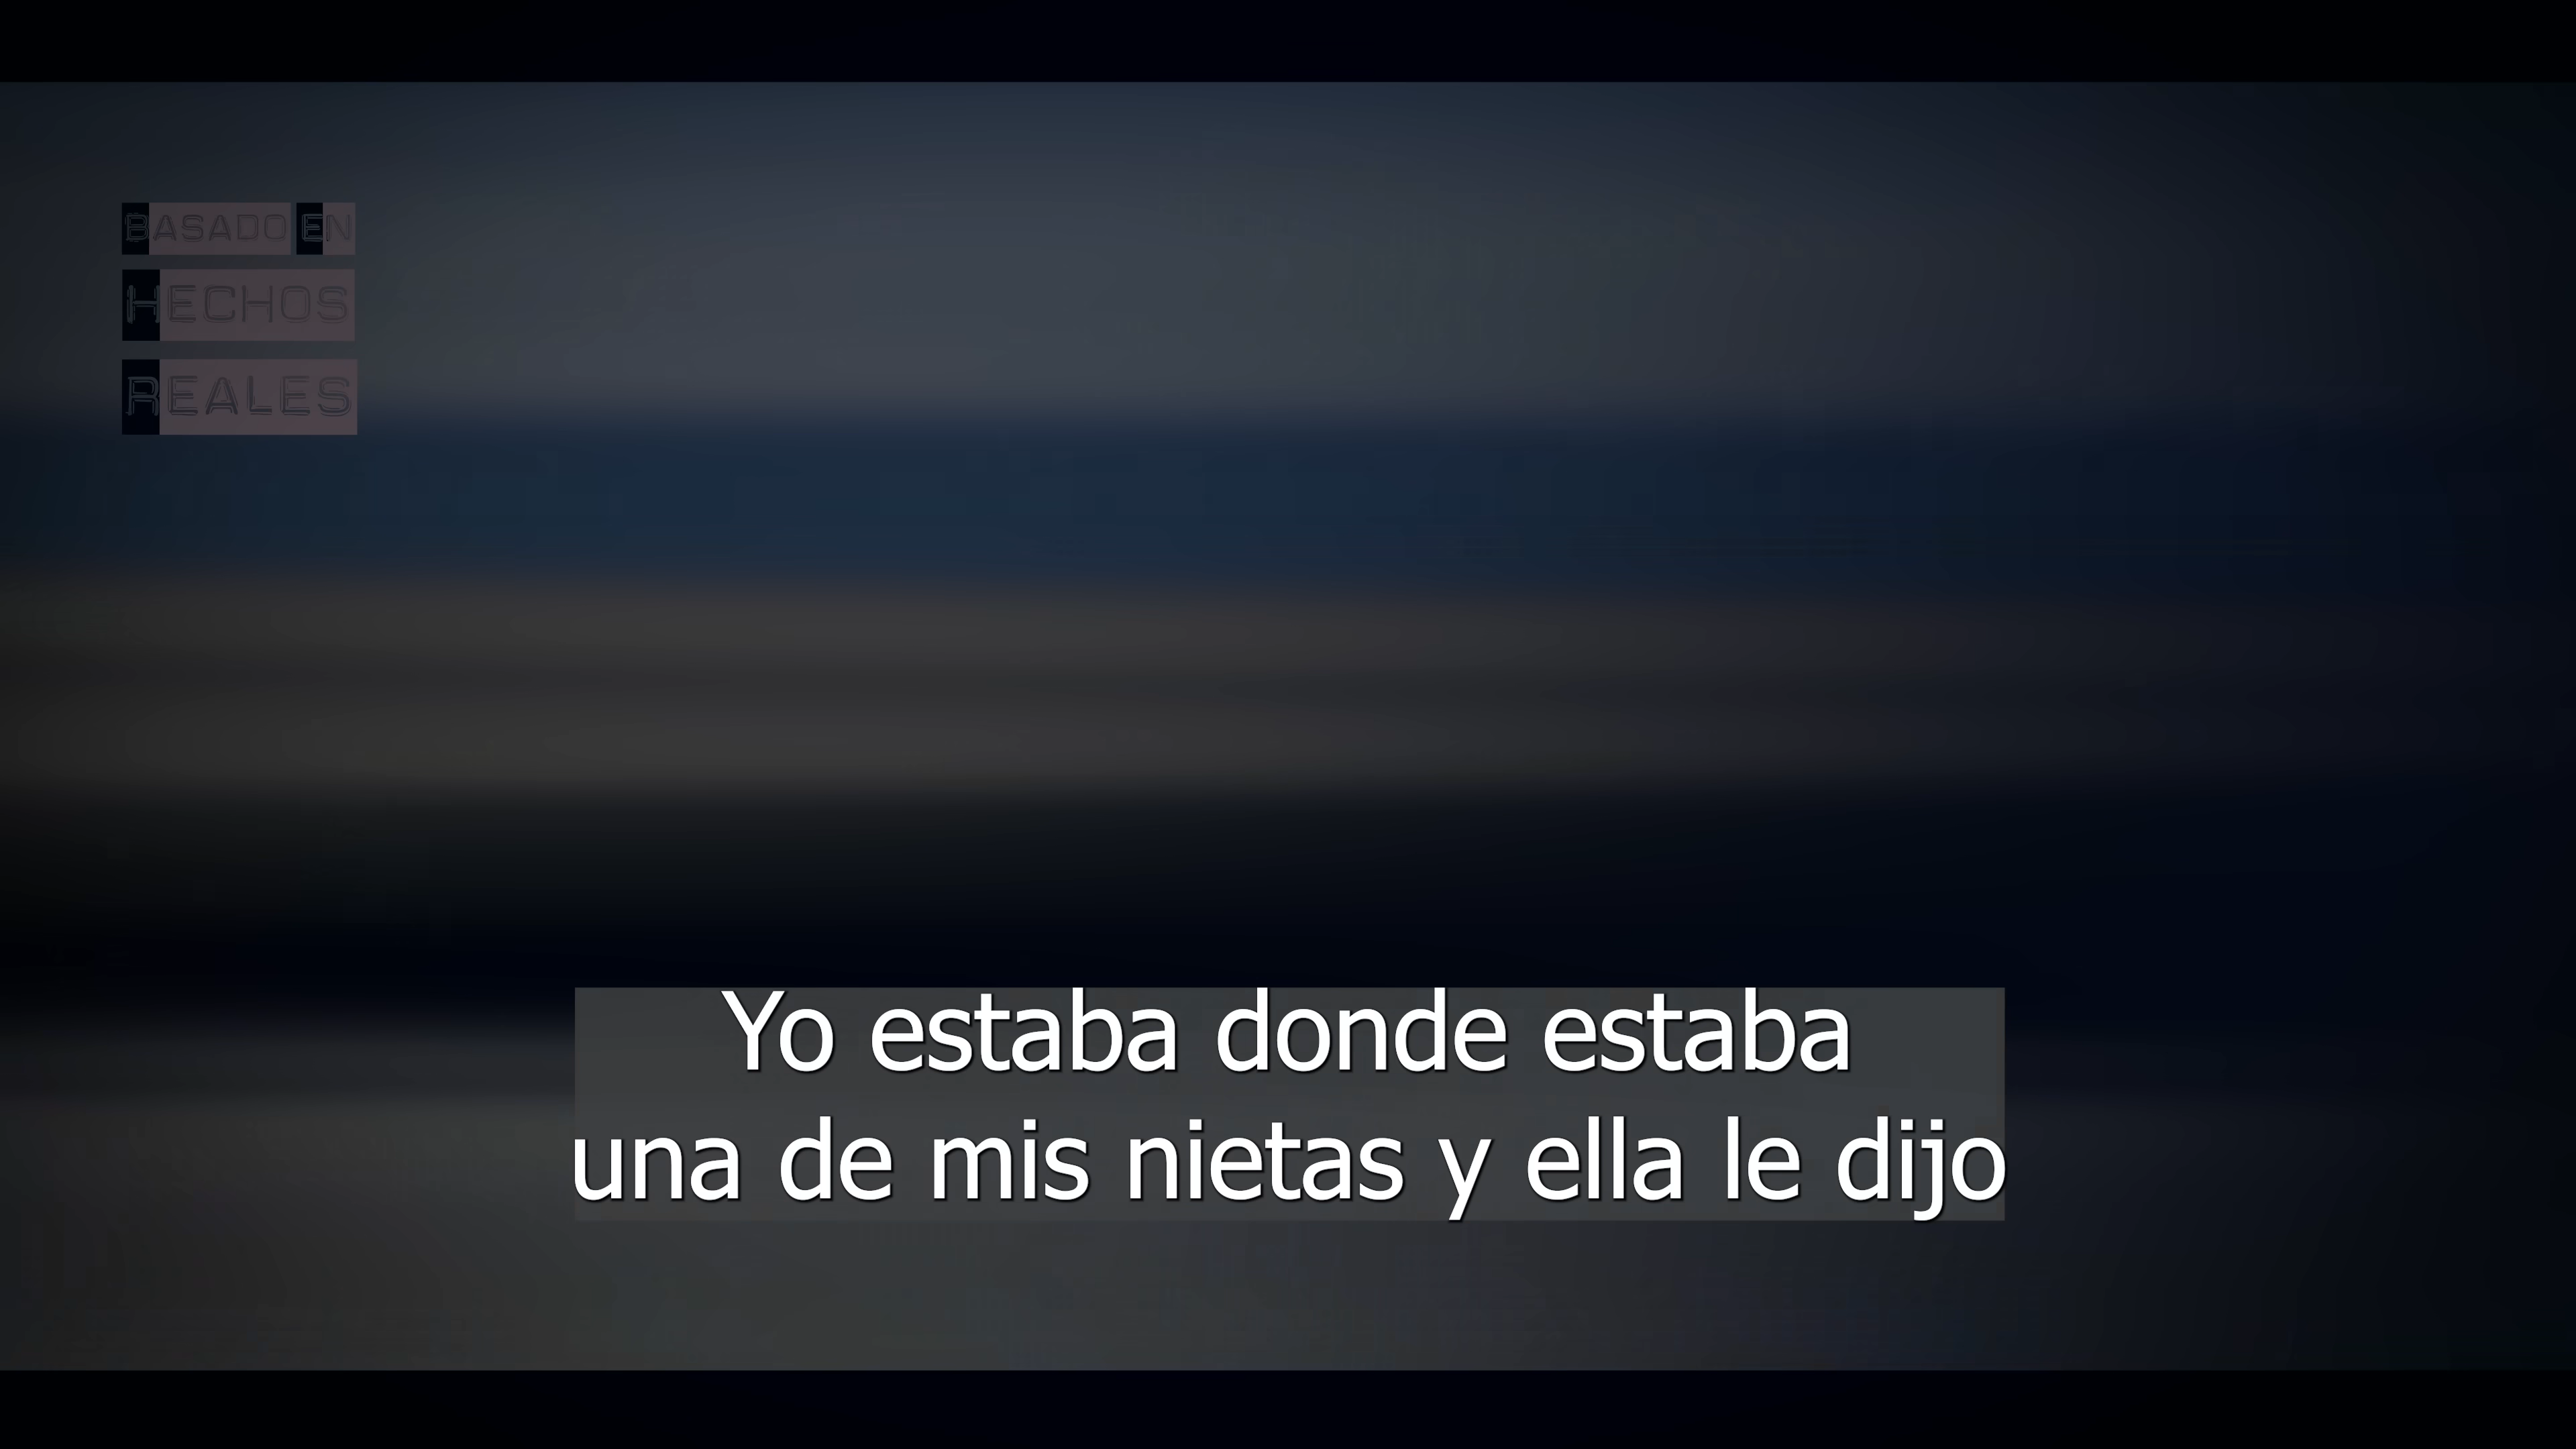 BASADO EN
HECHOS
REALES
Yo estaba donde estaba
una de mis nietas y ella le dijo